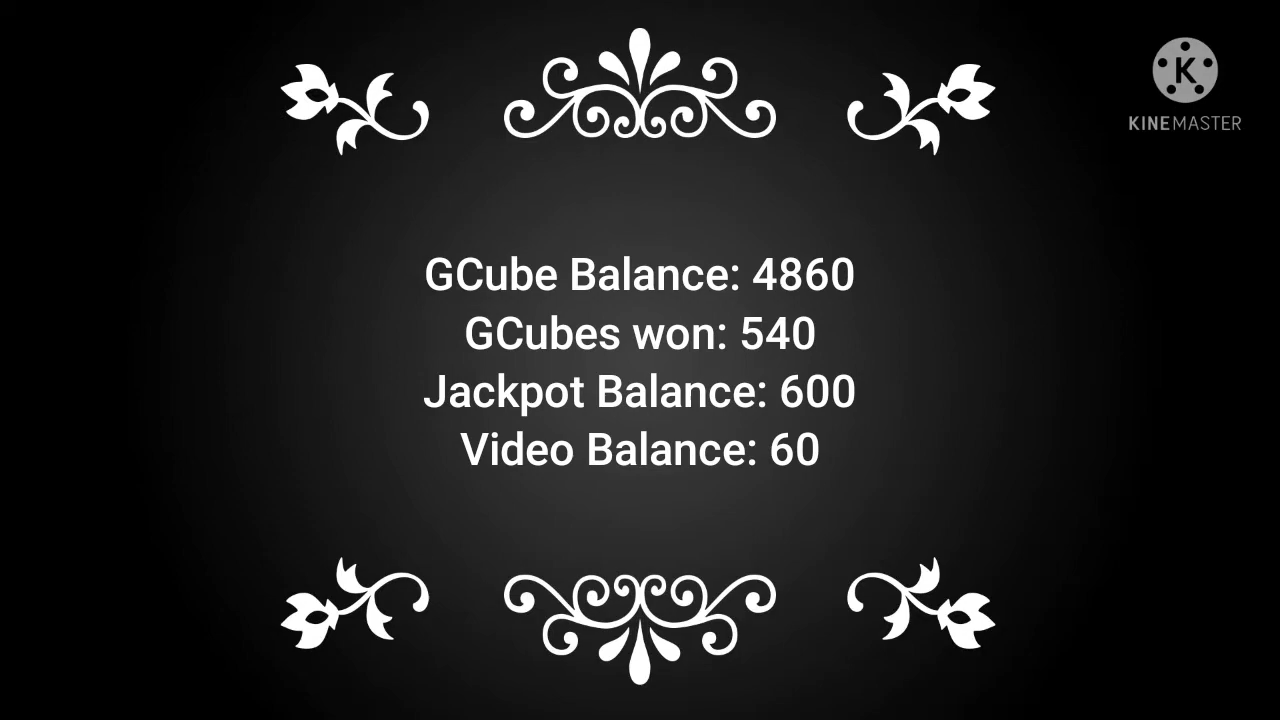 K
KINEMASTER
GCube Balance: 4860
GCubes won: 540
Jackpot Balance: 600
Video Balance: 60